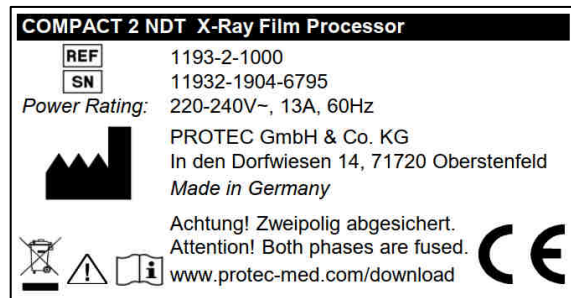 COMPACT 2 NDT X-Ray Film Processor
REF 1193-2-1000
SN 11932-1904-6795
Power Rating: 220-240V~, 13A, 60Hz
PROTEC GmbH & Co. KG
In den Dorfwiesen 14, 71720 Oberstenfeld
Made in Germany
Achtung! Zweipolig abgesichert.
Attention! Both phases are fused.
www.protec-med.com/download
CE